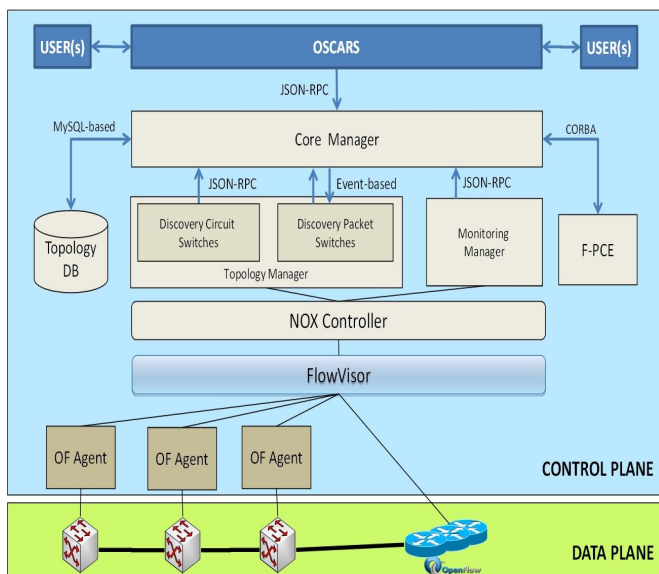 USER(s)
OSCARS
USER(s)
JSON-RPC
MySQL-based
Core Manager
CORBA
JSON-RPC
Event-based
JSON-RPC
Topology
DB
Discovery Circuit
Switches
Discovery Packet
Switches
Topology Manager
Monitoring
Manager
F-PCE
NOX Controller
FlowVisor
OF Agent
OF Agent
OF Agent
CONTROL PLANE
OpenFlow
DATA PLANE